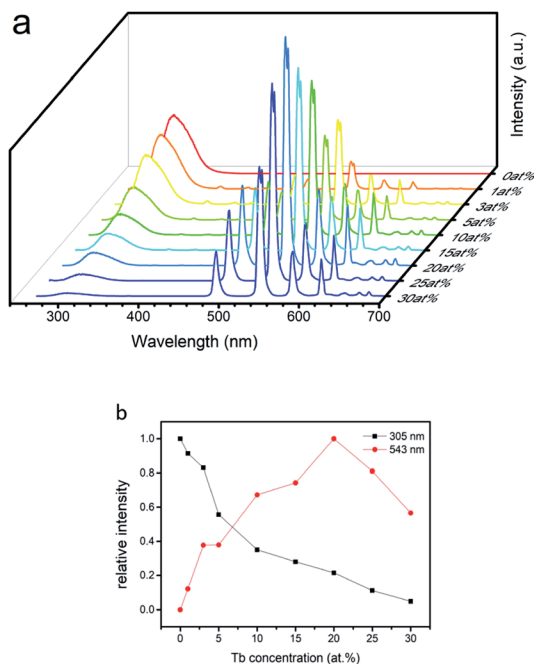 a
Intensity (a.u.)
0at%
1at%
3at%
5at%
10at%
15at%
20at%
25at%
30at%
300 400 500 600 700
Wavelength (nm)
b
305 nm
543 nm
1.0
0.8
0.6
0.4
0.2
0.0
relative intensity
0 5 10 15 20 25 30
Tb concentration (at.%)